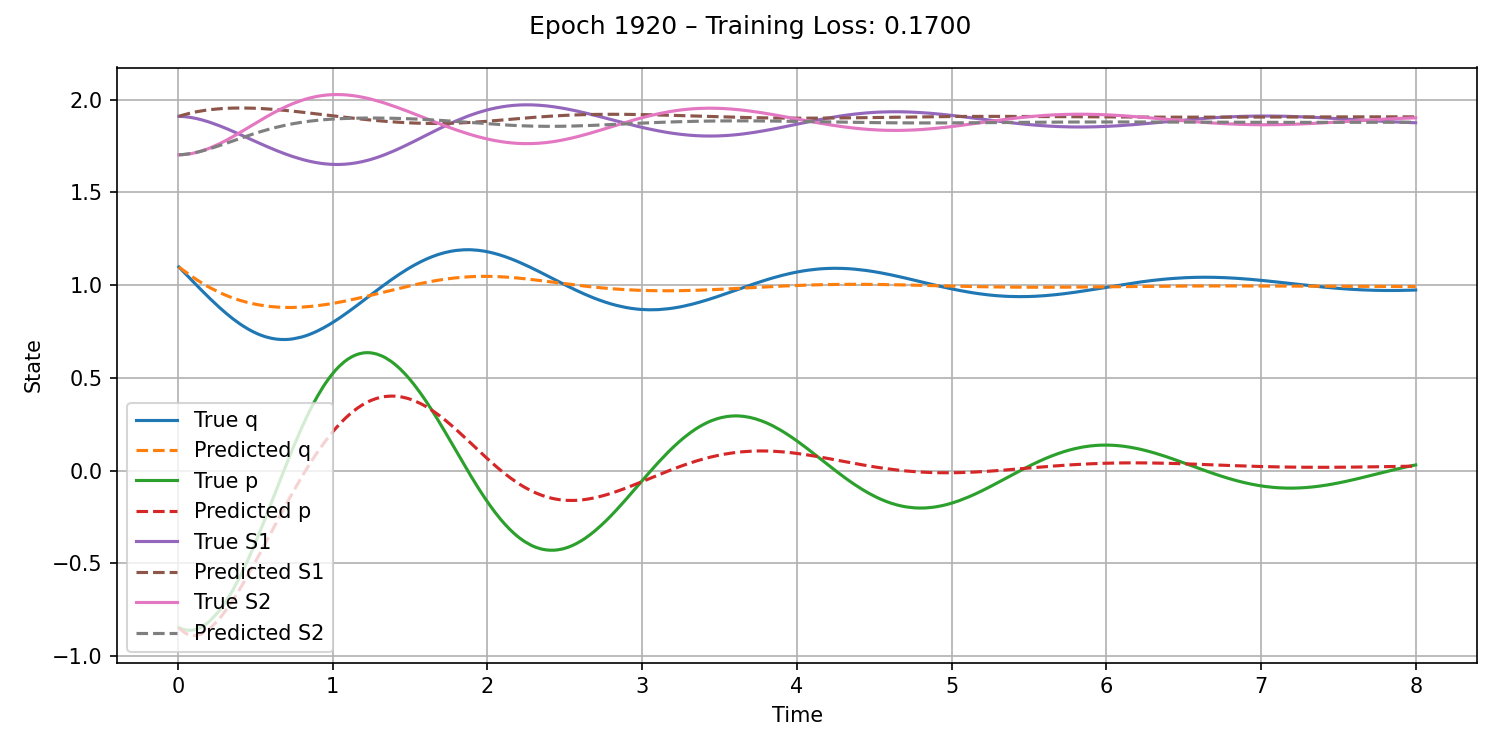 Epoch 1920 – Training Loss: 0.1700
2.0
1.5
1.0
0.5
0.0
−0.5
−1.0
State
True q
Predicted q
True p
Predicted p
True S1
Predicted S1
True S2
Predicted S2
0 1 2 3 4 5 6 7 8
Time